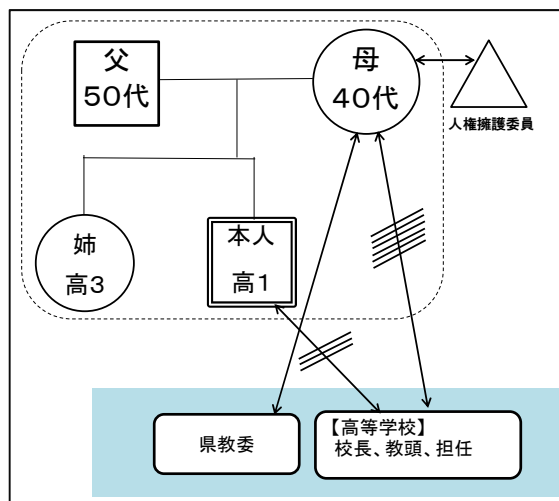 父
50代
母
40代
人権擁護委員
姉
高3
本人
高1
県教委
【高等学校】
校長、教頭、担任